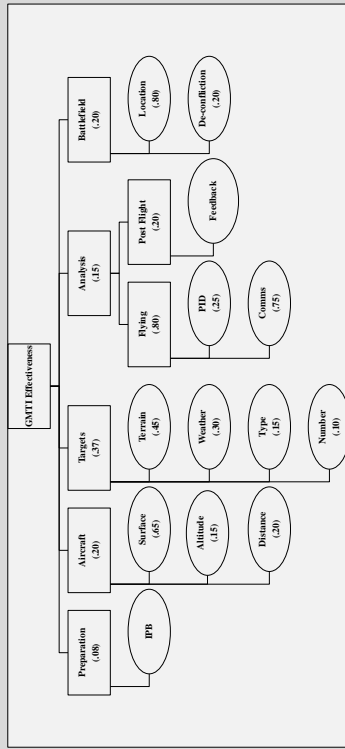 GMTI Effectiveness
Preparation
(.08)
Aircraft
(.20)
Targets
(.37)
Analysis
(.15)
Battlefield
(.20)
IPB
Surface
(.65)
Altitude
(.15)
Distance
(.20)
Terrain
(.45)
Weather
(.30)
Type
(.15)
Number
(.10)
Flying
(.80)
Post Flight
(.20)
PID
(.25)
Comms
(.75)
Feedback
Location
(.80)
De-confliction
(.20)